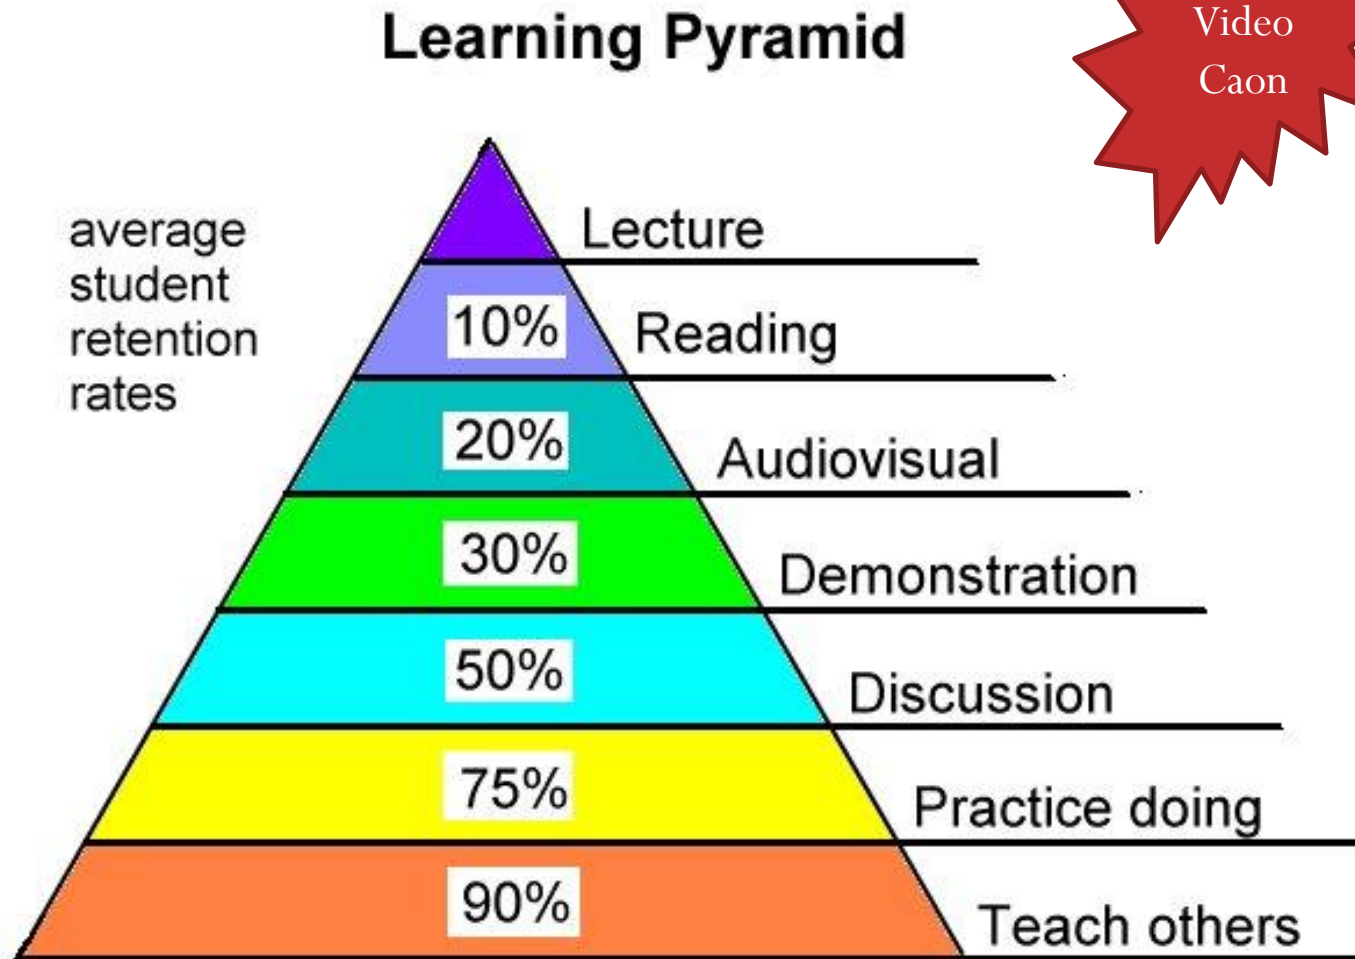 Learning Pyramid
Video
Caon
average
student
retention
rates
Lecture
10%
Reading
20%
Audiovisual
30%
Demonstration
50%
Discussion
75%
Practice doing
90%
Teach others